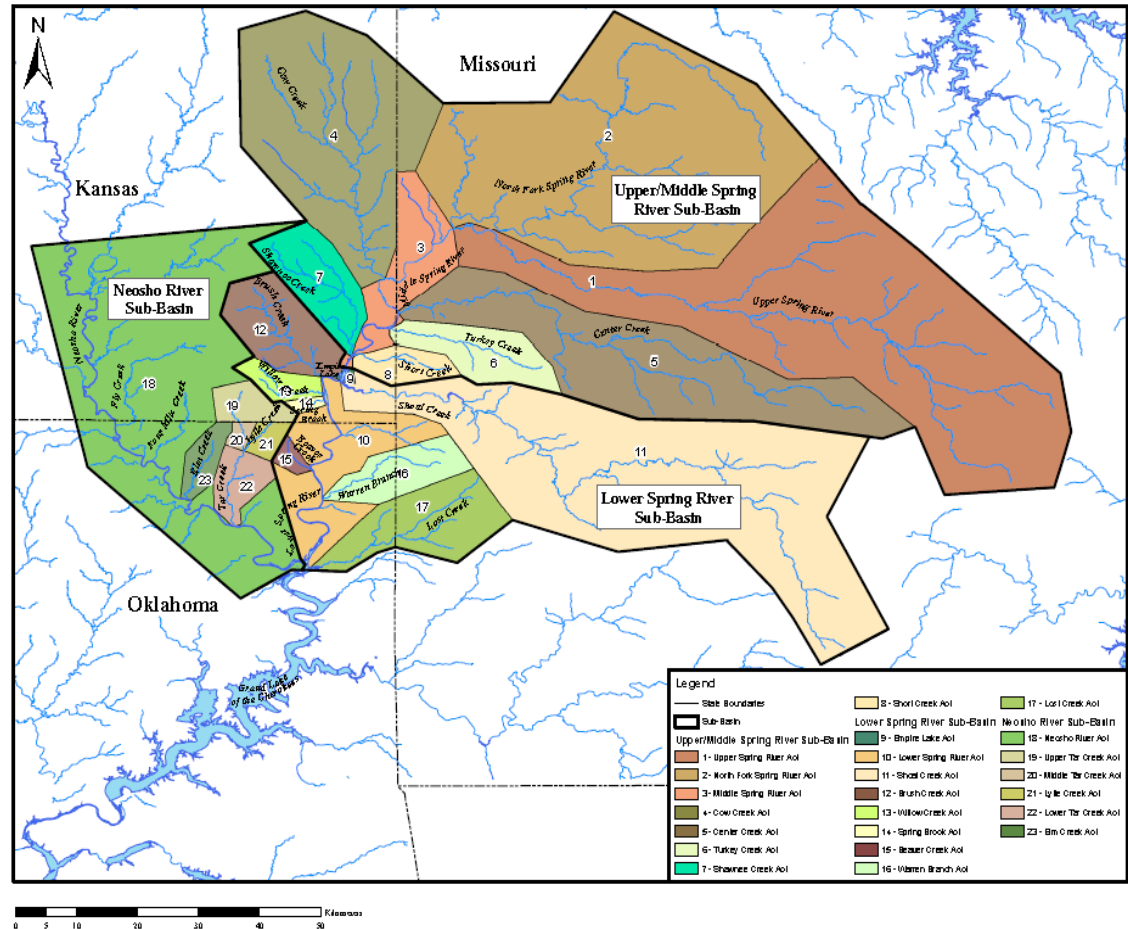 N
Missouri
Cow Creek
4
2
Kansas
North Fork Spring River
Upper/Middle Spring
River Sub-Basin
3
Shawnee Creek
7
Middle Spring River
1
Neosho River
Sub-Basin
Brush Creek
Upper Spring River
Neosho River
12
Center Creek
Turkey Creek
6
5
Short Creek
8
9
18
Fly Creek
Willow Creek
13
14
Spring
Brook
Shoal Creek
Four Mile Creek
19
Lytle Creek
20
21
Beaver
Creek
10
15
11
Elm Creek
23
Tar Creek
22
Warren Branch
16
Spring River
17
Lost Creek
Lower Spring River
Sub-Basin
Oklahoma
Grand Lake
of the Cherokees
Legend
State Boundaries
Sub-Basin
Upper/Middle Spring River Sub-Basin
1 - Upper Spring River AoI
2 - North Fork Spring River AoI
3 - Middle Spring River AoI
4 - Cow Creek AoI
5 - Center Creek AoI
6 - Turkey Creek AoI
7 - Shawnee Creek AoI
8 - Short Creek AoI
Lower Spring River Sub-Basin
9 - Empire Lake AoI
10 - Lower Spring River AoI
11 - Shoal Creek AoI
12 - Brush Creek AoI
13 - Willow Creek AoI
14 - Spring Brook AoI
15 - Beaver Creek AoI
16 - Warren Branch AoI
17 - Lost Creek AoI
Neosho River Sub-Basin
18 - Neosho River AoI
19 - Upper Tar Creek AoI
20 - Middle Tar Creek AoI
21 - Lytle Creek AoI
22 - Lower Tar Creek AoI
23 - Elm Creek AoI
Kilometers
0 5 10 20 30 40 50